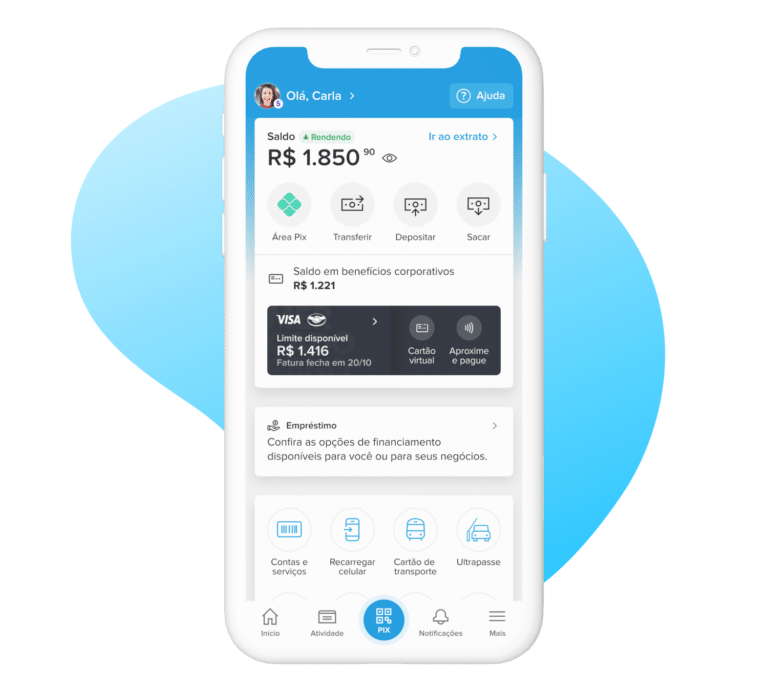 Olá, Carla
Ajuda
Saldo Rendendo Ir ao extrato
R$ 1.850 90
Área Pix Transferir Depositar Sacar
Saldo em benefícios corporativos
R$ 1.221
VISA
Limite disponível
R$ 1.416
Fatura fecha em 20/10
Cartão
virtual
Aproxime
e pague
Empréstimo
Confira as opções de financiamento
disponíveis para você ou para seus negócios.
Contas e
serviços
Recarregar
celular
Cartão de
transporte
Ultrapasse
Início Atividade PIX Notificações Mais